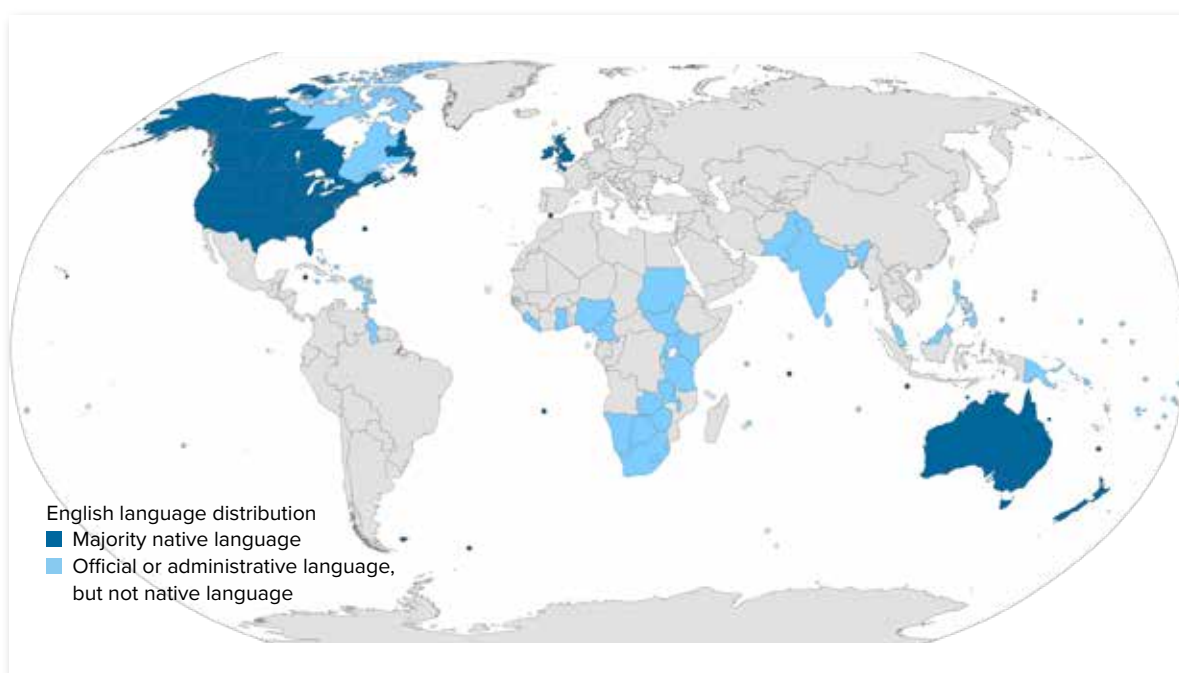 English language distribution
Majority native language
Official or administrative language,
but not native language